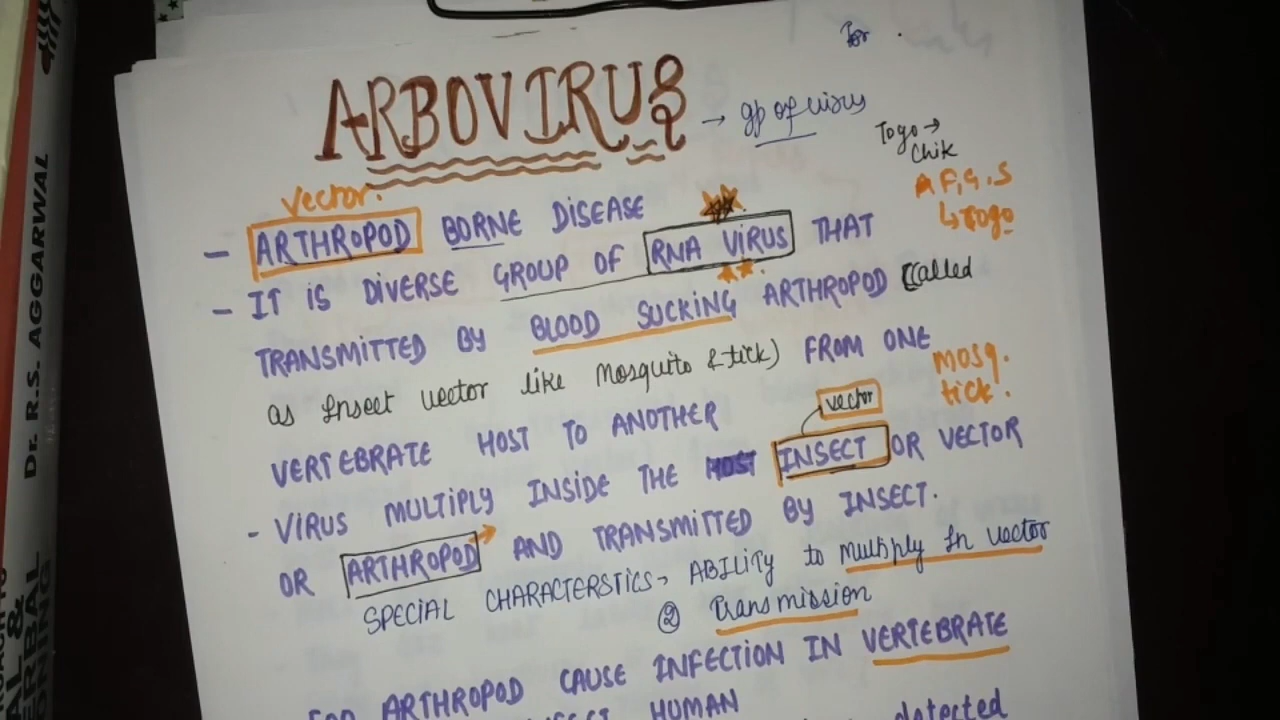 ARBOVIRUS → gp of virus
Togo →
Chik
A F, G, S
↳ Togo
Vector.
- ARTHROPOD BORNE DISEASE
- IT IS DIVERSE GROUP OF RNA VIRUS THAT
TRANSMITTED BY BLOOD SUCKING ARTHROPOD (Called
as Insect vector like Mosquito & tick) FROM ONE
Mosq.
tick.
VERTEBRATE HOST TO ANOTHER
vector
- VIRUS MULTIPLY INSIDE THE HOST INSECT OR VECTOR
OR ARTHROPOD → AND TRANSMITTED BY INSECT.
SPECIAL CHARACTERSTICS → ABILITY to Multiply In vector
② Transmission
ARTHROPOD CAUSE INFECTION IN VERTEBRATE
HUMAN
detected
Dr. R.S. AGGARWAL